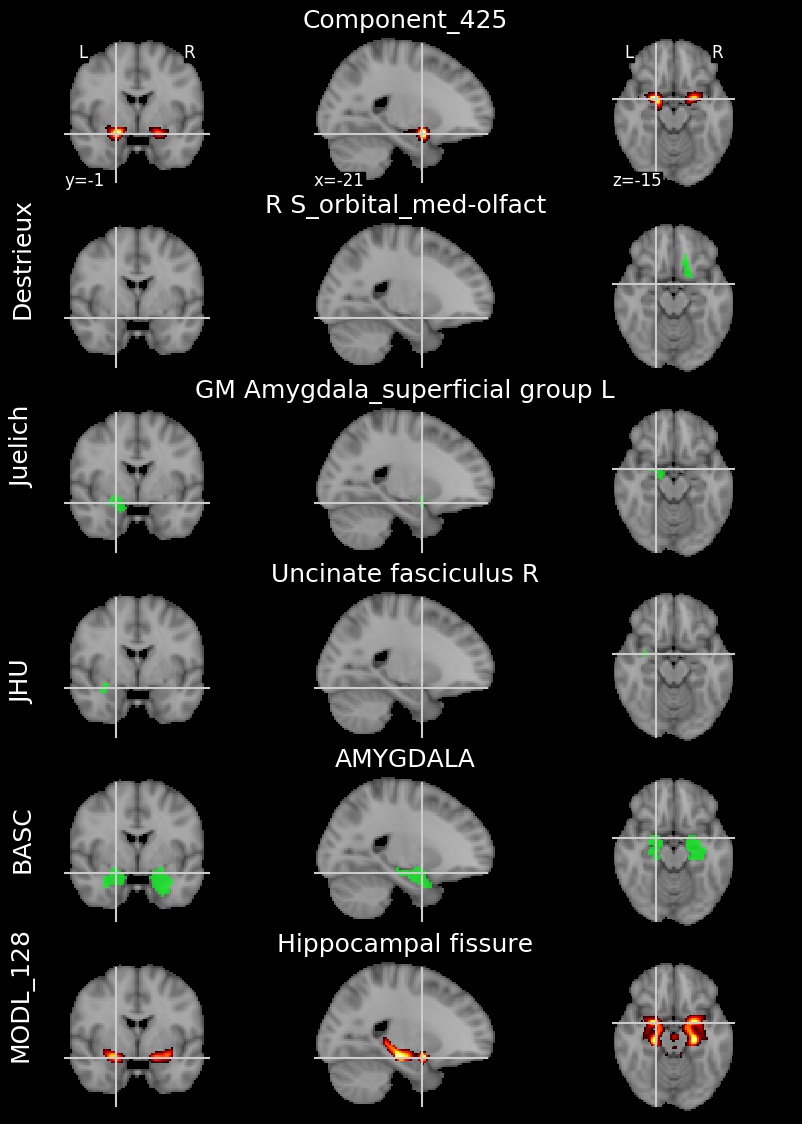 Component_425
L R L R
y=-1 x=-21 z=-15
R S_orbital_med-olfact
Destrieux
GM Amygdala_superficial group L
Juelich
Uncinate fasciculus R
JHU
AMYGDALA
BASC
Hippocampal fissure
MODL_128